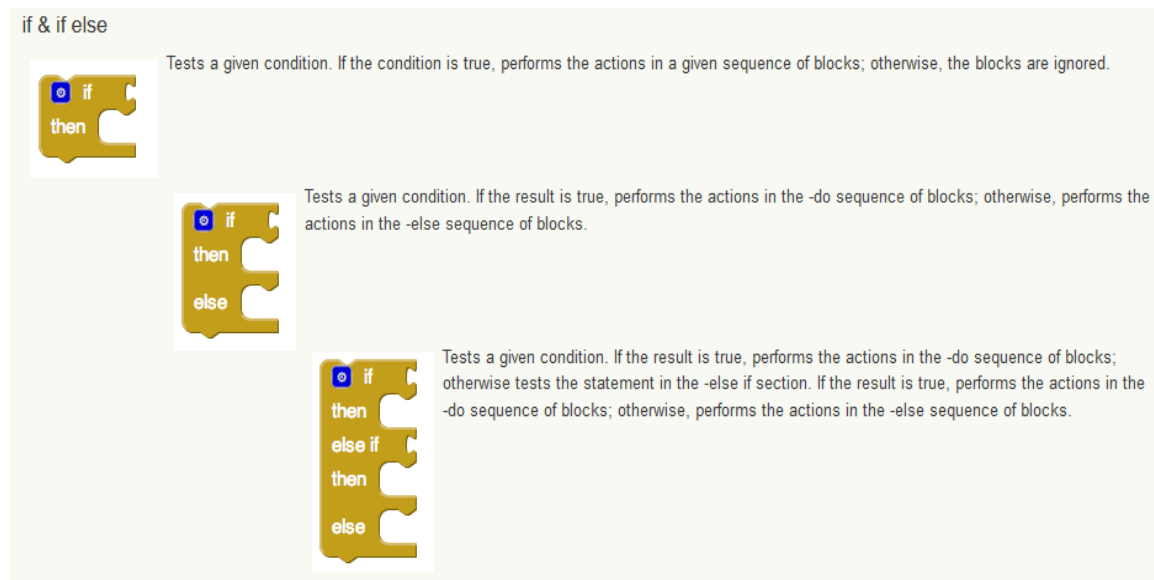 if & if else
Tests a given condition. If the condition is true, performs the actions in a given sequence of blocks; otherwise, the blocks are ignored.
if
then
Tests a given condition. If the result is true, performs the actions in the -do sequence of blocks; otherwise, performs the
actions in the -else sequence of blocks.
if
then
else
Tests a given condition. If the result is true, performs the actions in the -do sequence of blocks;
otherwise tests the statement in the -else if section. If the result is true, performs the actions in the
-do sequence of blocks; otherwise, performs the actions in the -else sequence of blocks.
if
then
else if
then
else